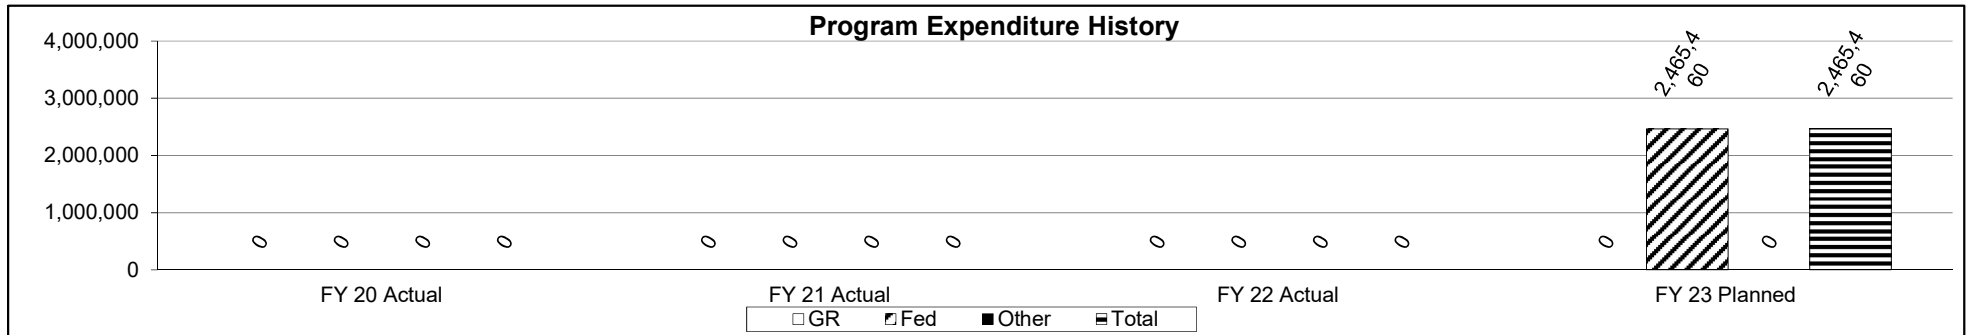 Program Expenditure History
4,000,000
3,000,000
2,000,000
1,000,000
0
0 0 0 0
0 0 0 0
0 0 0 0
0
2,465,4
60
0
2,465,4
60
FY 20 Actual
FY 21 Actual
FY 22 Actual
FY 23 Planned
GR Fed Other Total